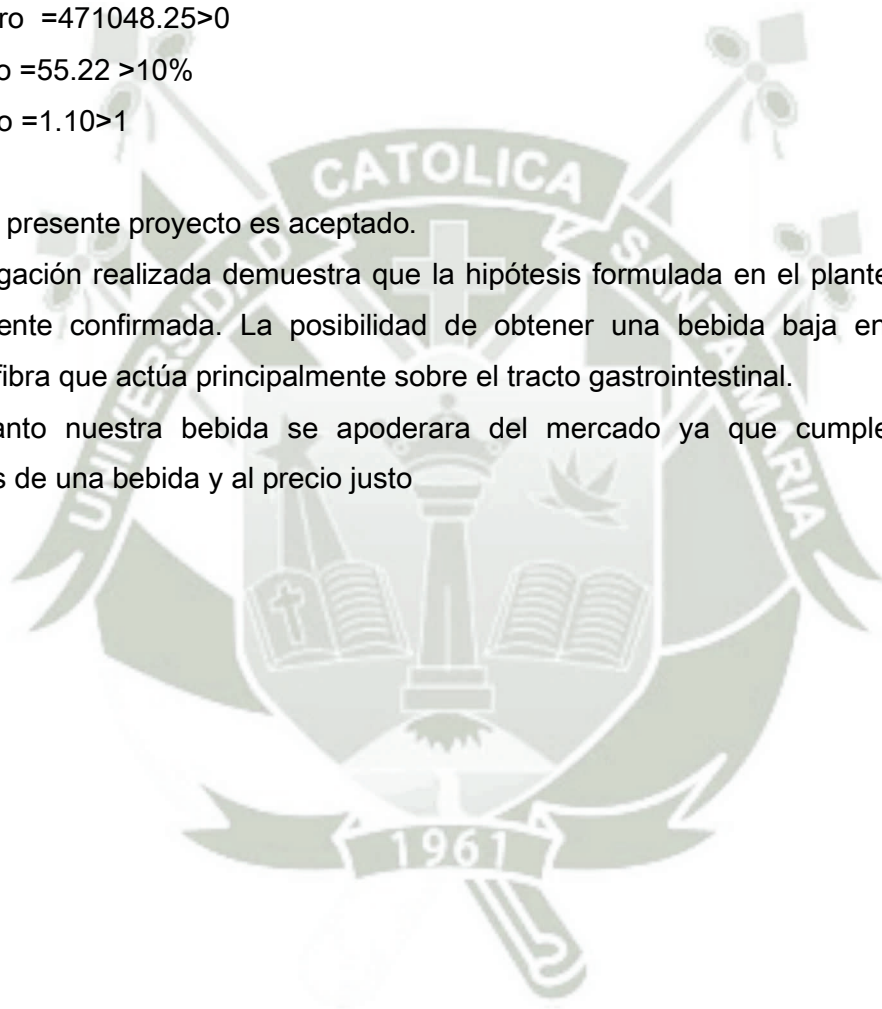 ro =471048.25>0
o =55.22 >10%
o =1.10>1
presente proyecto es aceptado.
gación realizada demuestra que la hipótesis formulada en el plante
ente confirmada. La posibilidad de obtener una bebida baja en
fibra que actúa principalmente sobre el tracto gastrointestinal.
anto nuestra bebida se apoderara del mercado ya que cumple
s de una bebida y al precio justo
UNIVERSIDAD CATOLICA SANTA MARIA
1961